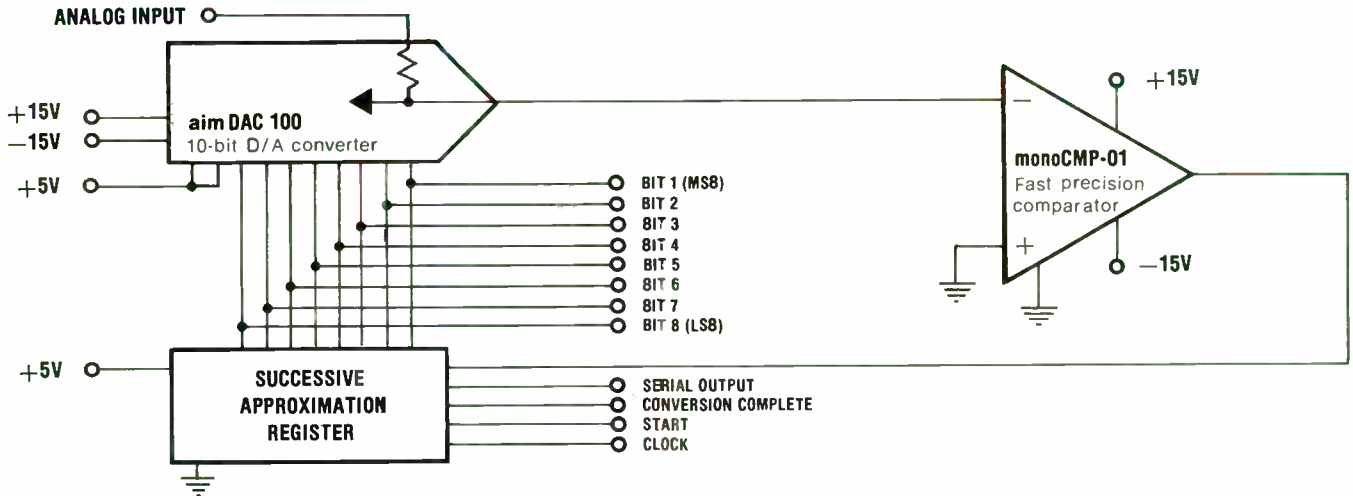 ANALOG INPUT
+15V
−15V
+5V
aim DAC 100
10-bit D/A converter
BIT 1 (MSB)
BIT 2
BIT 3
BIT 4
BIT 5
BIT 6
BIT 7
BIT 8 (LSB)
−
+
monoCMP-01
Fast precision
comparator
+15V
−15V
+5V
SUCCESSIVE
APPROXIMATION
REGISTER
SERIAL OUTPUT
CONVERSION COMPLETE
START
CLOCK